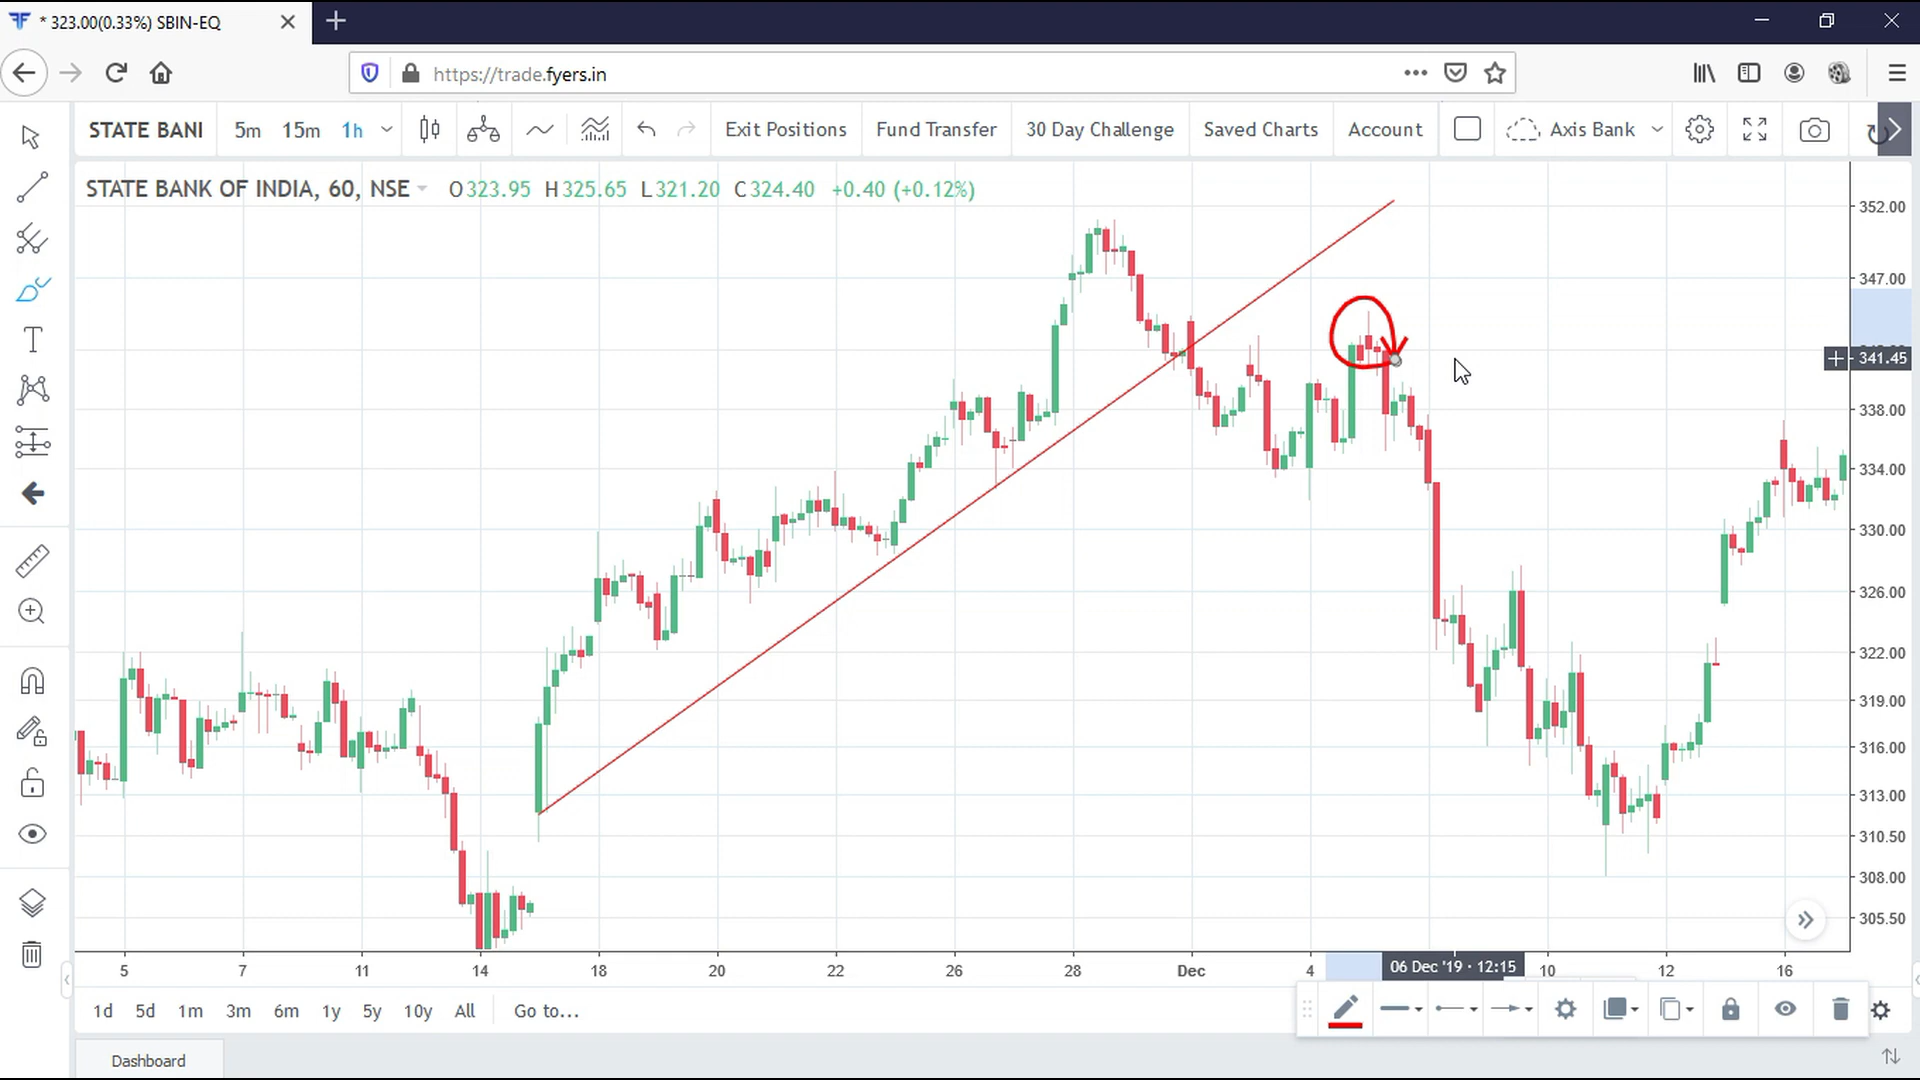 * 323.00(0.33%) SBIN-EQ
https://trade.fyers.in
STATE BANI 5m 15m 1h Exit Positions Fund Transfer 30 Day Challenge Saved Charts Account Axis Bank
STATE BANK OF INDIA, 60, NSE O323.95 H325.65 L321.20 C324.40 +0.40 (+0.12%)
352.00
347.00
341.45
338.00
334.00
330.00
326.00
322.00
319.00
316.00
313.00
310.50
308.00
305.50
5 7 11 14 18 20 22 26 28 Dec 4 06 Dec '19 · 12:15 10 12 16
1d 5d 1m 3m 6m 1y 5y 10y All Go to...
Dashboard